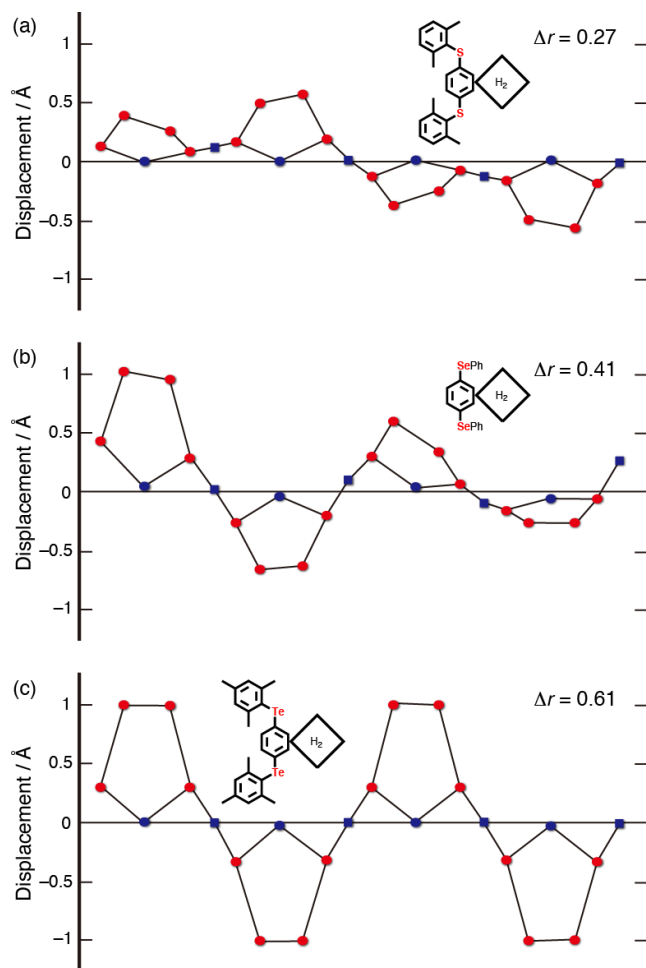 (a)
Displacement / Å
1
0.5
0
−0.5
−1
S
S
H₂
Δr = 0.27
(b)
Displacement / Å
1
0.5
0
−0.5
−1
SePh
SePh
H₂
Δr = 0.41
(c)
Displacement / Å
1
0.5
0
−0.5
−1
Te
Te
H₂
Δr = 0.61